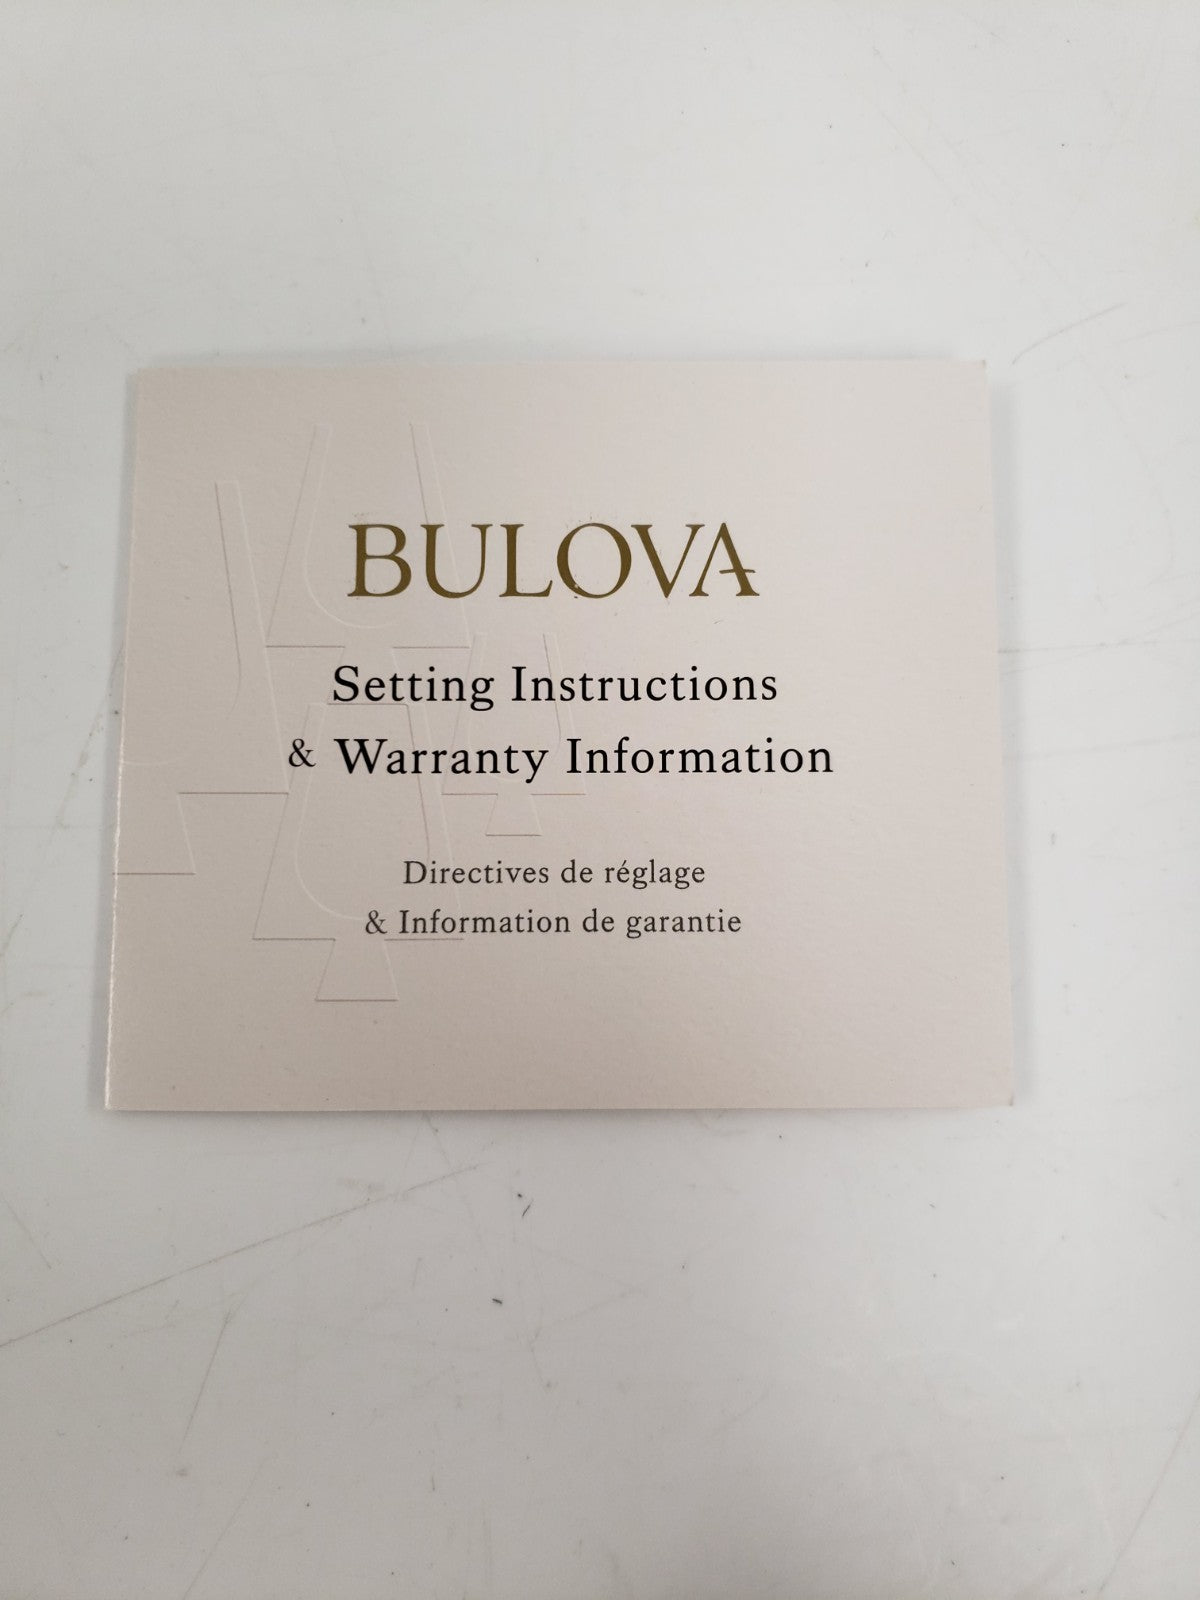 BULOVA
Setting Instructions
& Warranty Information
Directives de réglage
& Information de garantie